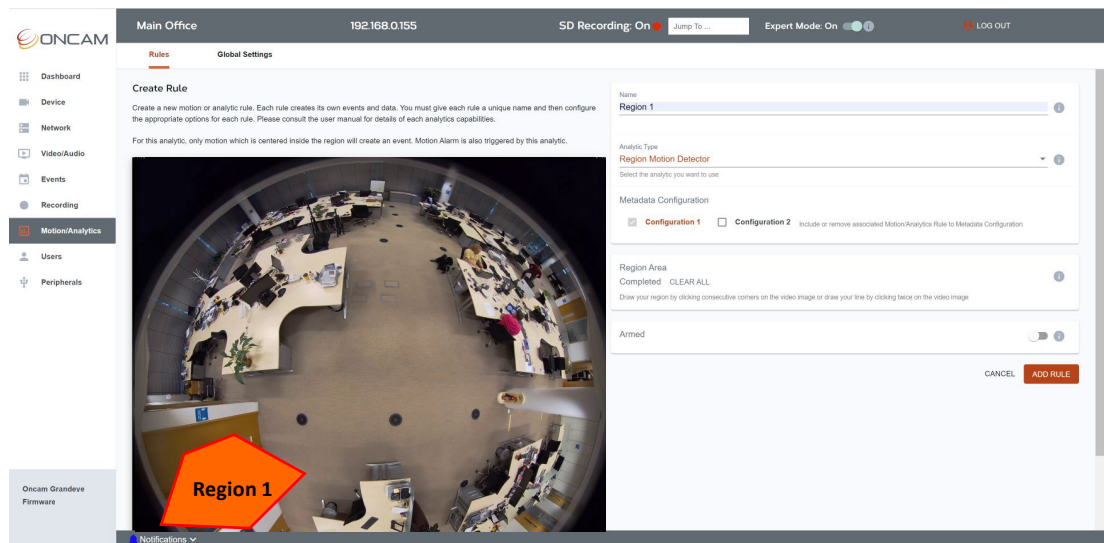 ONCAM
Main Office
192.168.0.155
SD Recording: On
Jump To ...
Expert Mode: On
LOG OUT
Rules
Global Settings
Dashboard
Device
Network
Video/Audio
Events
Recording
Motion/Analytics
Users
Peripherals
Oncam Grandeve
Firmware
Create Rule
Create a new motion or analytic rule. Each rule creates its own events and data. You must give each rule a unique name and then configure
the appropriate options for each rule. Please consult the user manual for details of each analytics capabilities.
For this analytic, only motion which is centered inside the region will create an event. Motion Alarm is also triggered by this analytic.
Region 1
Name
Region 1
Analytic Type
Region Motion Detector
Select the analytic you want to use
Metadata Configuration
Configuration 1
Configuration 2
Include or remove associated Motion/Analytics Rule to Metadata Configuration
Region Area
Completed CLEAR ALL
Draw your region by clicking consecutive corners on the video image or draw your line by clicking twice on the video image
Armed
CANCEL
ADD RULE
Notifications